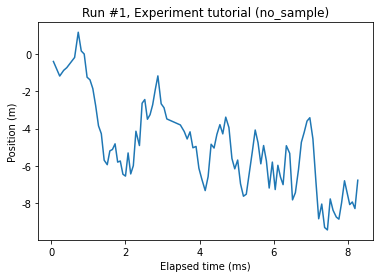 Run #1, Experiment tutorial (no_sample)
Position (m)
0
-2
-4
-6
-8
0 2 4 6 8
Elapsed time (ms)